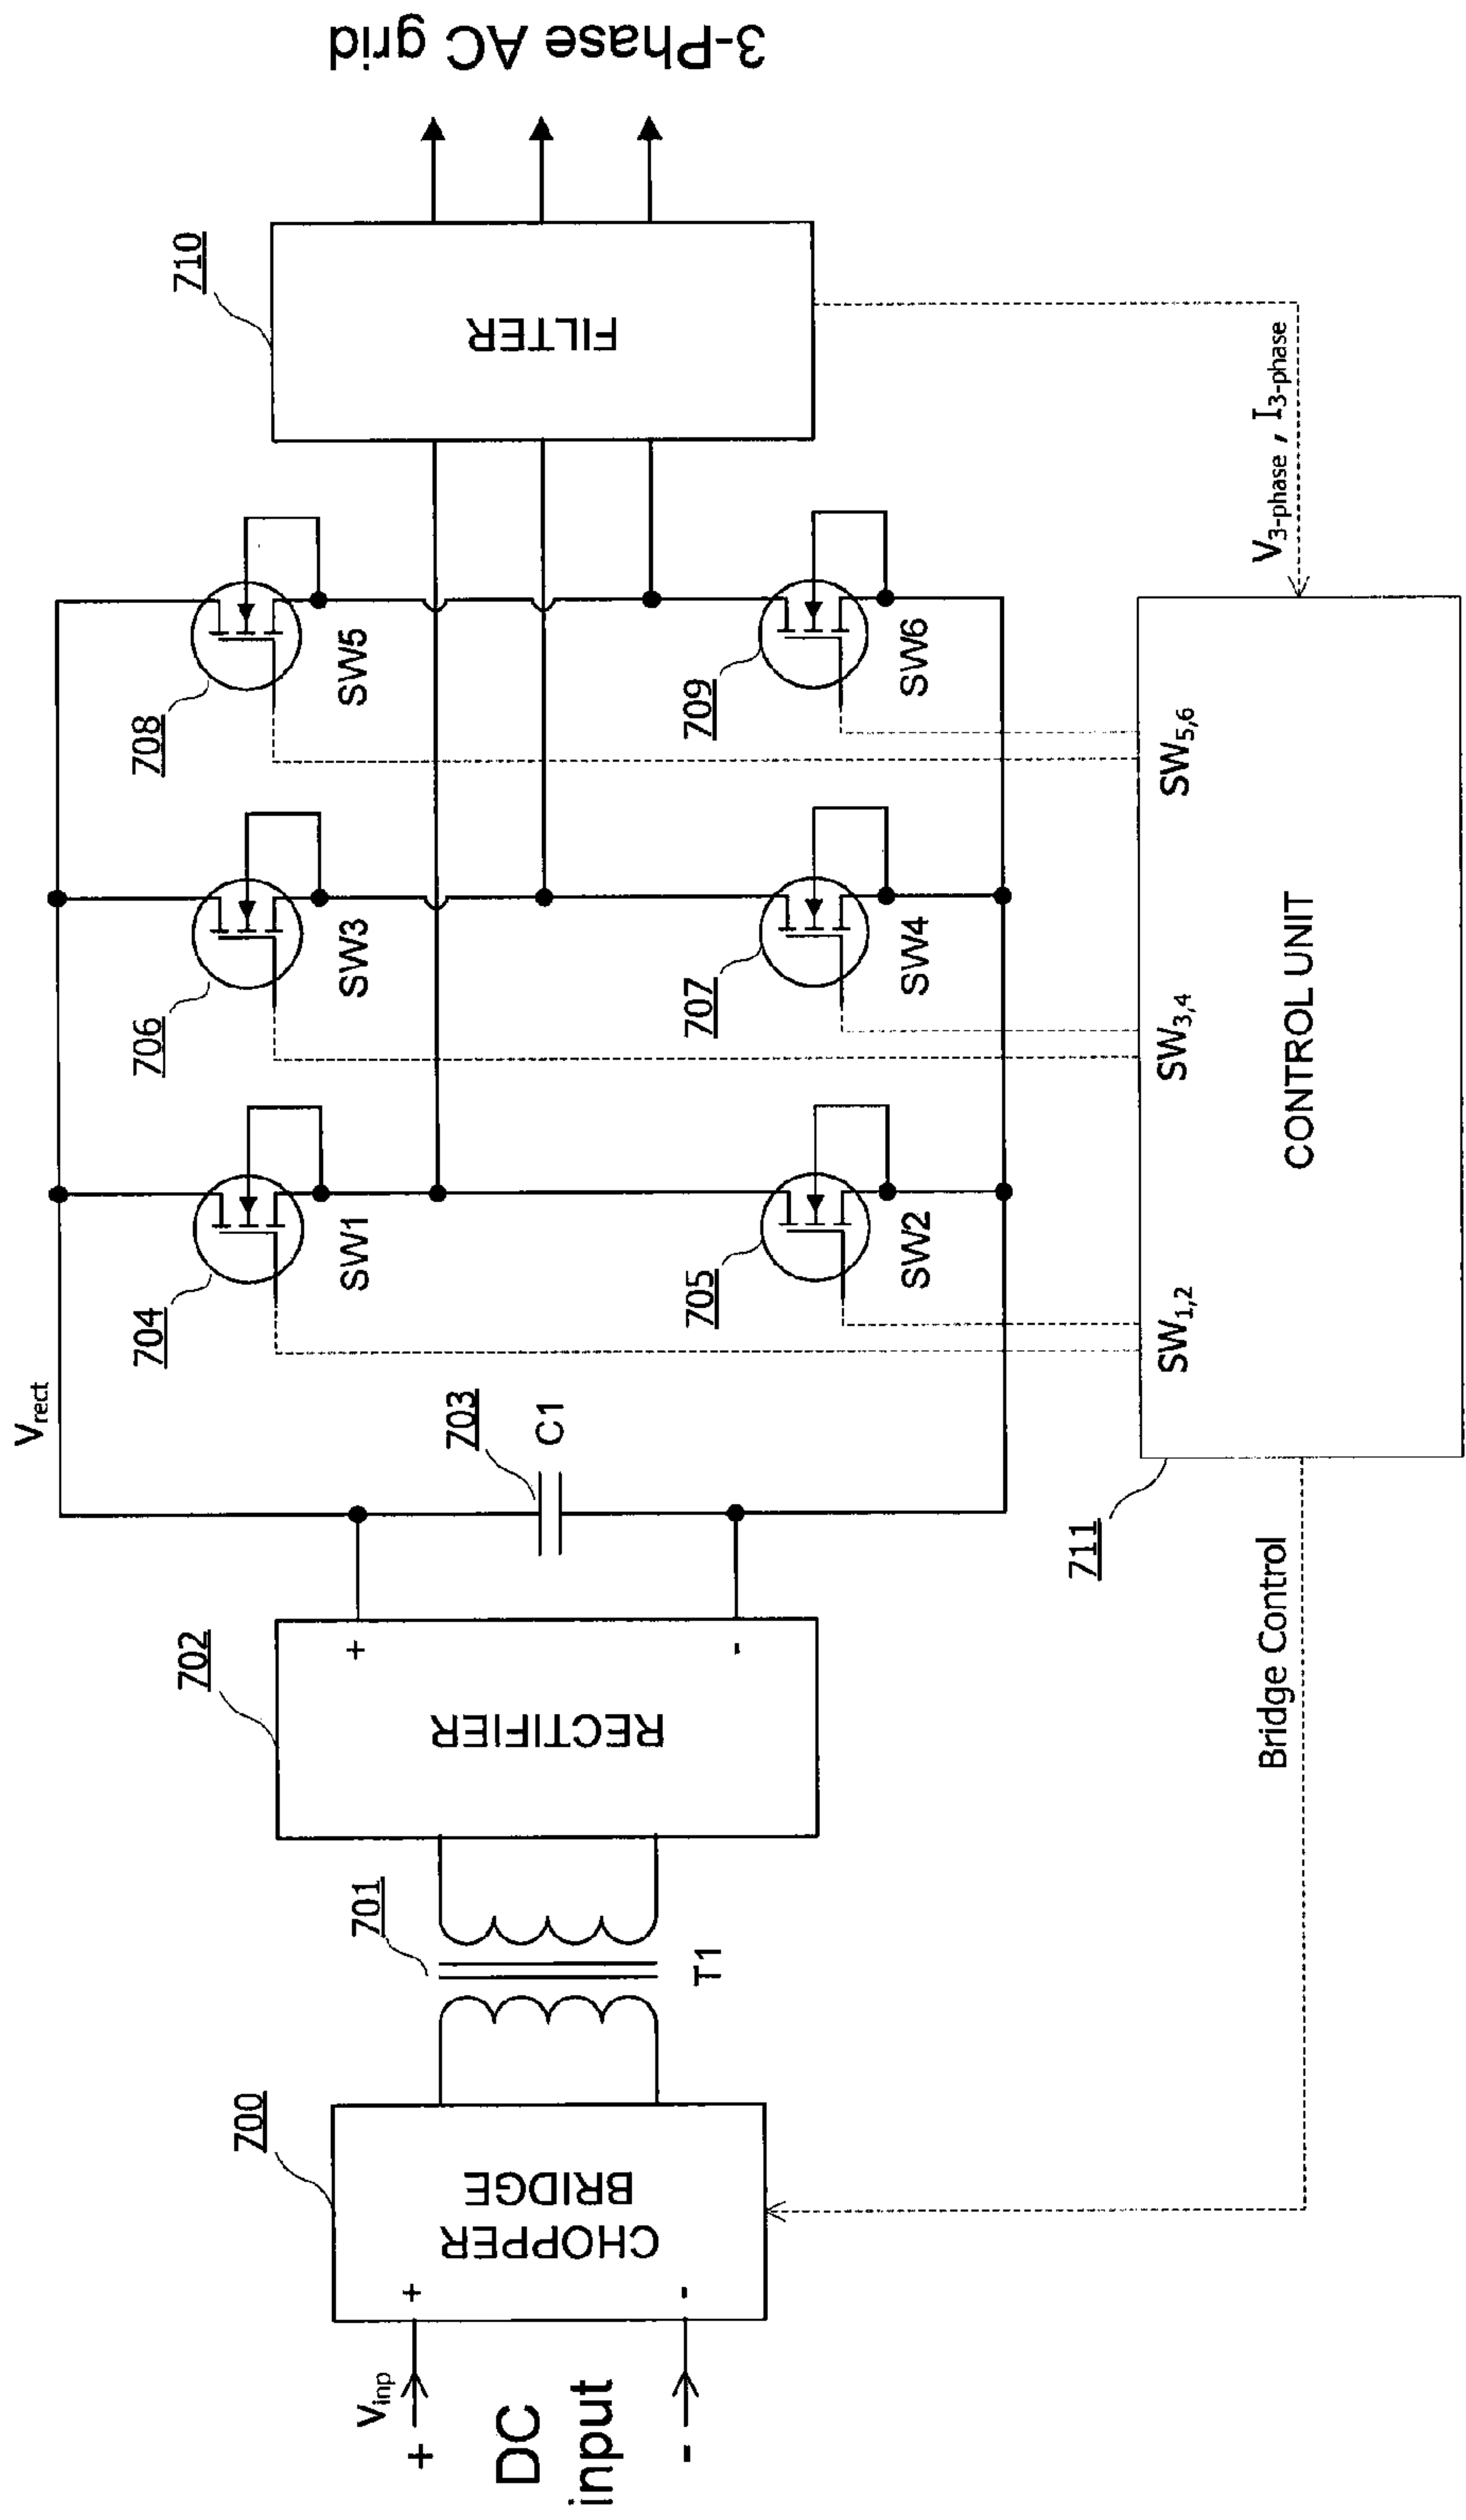 DC
input
+
-
Vinp
+
-
CHOPPER
BRIDGE
700
701
T1
702
RECTIFIER
+
-
703
C1
Vrect
704
SW1
705
SW2
706
SW3
707
SW4
708
SW5
709
SW6
710
FILTER
3-Phase AC grid
V3-phase , I3-phase
SW1,2
SW3,4
SW5,6
CONTROL UNIT
711
Bridge Control